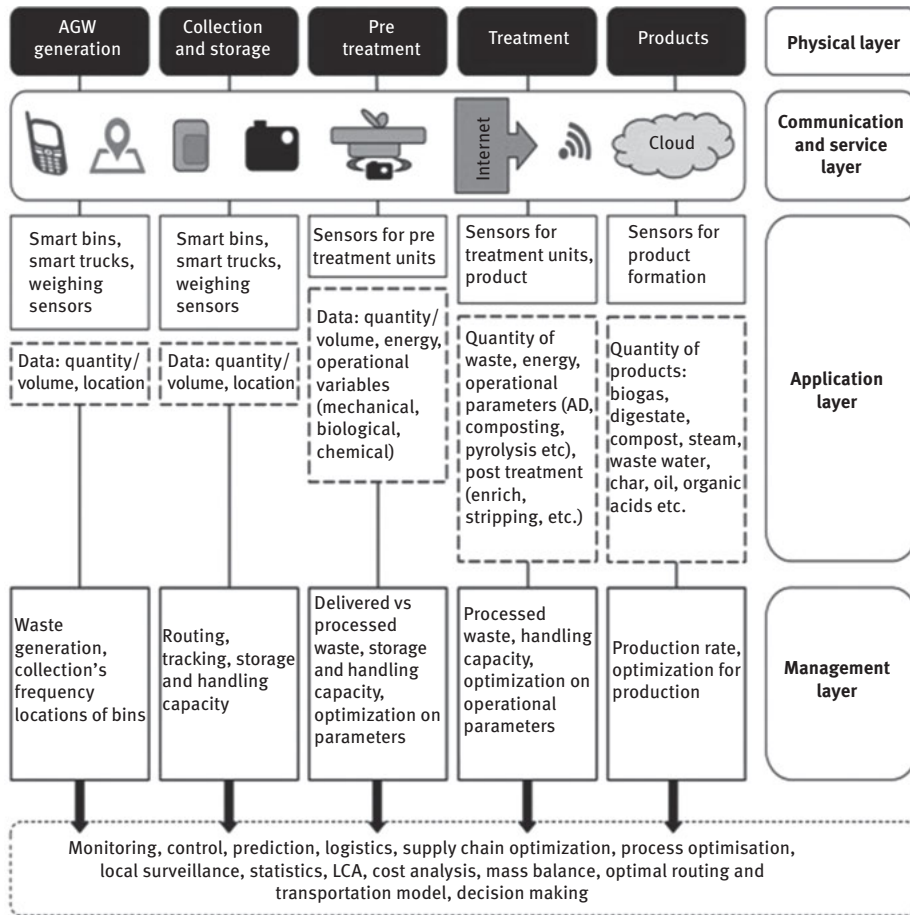 AGW
generation
Collection
and storage
Pre
treatment
Treatment
Products
Physical layer
Internet
Cloud
Communication
and service
layer
Smart bins,
smart trucks,
weighing
sensors
Smart bins,
smart trucks,
weighing
sensors
Sensors for pre
treatment units
Sensors for
treatment units,
product
Sensors for
product
formation
Data: quantity/
volume, location
Data: quantity/
volume, location
Data: quantity/
volume, energy,
operational
variables
(mechanical,
biological,
chemical)
Quantity of
waste, energy,
operational
parameters (AD,
composting,
pyrolysis etc),
post treatment
(enrich,
stripping, etc.)
Quantity of
products:
biogas,
digestate,
compost, steam,
waste water,
char, oil, organic
acids etc.
Application
layer
Waste
generation,
collection’s
frequency
locations of bins
Routing,
tracking, storage
and handling
capacity
Delivered vs
processed
waste, storage
and handling
capacity,
optimization on
parameters
Processed
waste, handling
capacity,
optimization on
operational
parameters
Production rate,
optimization for
production
Management
layer
Monitoring, control, prediction, logistics, supply chain optimization, process optimisation,
local surveillance, statistics, LCA, cost analysis, mass balance, optimal routing and
transportation model, decision making